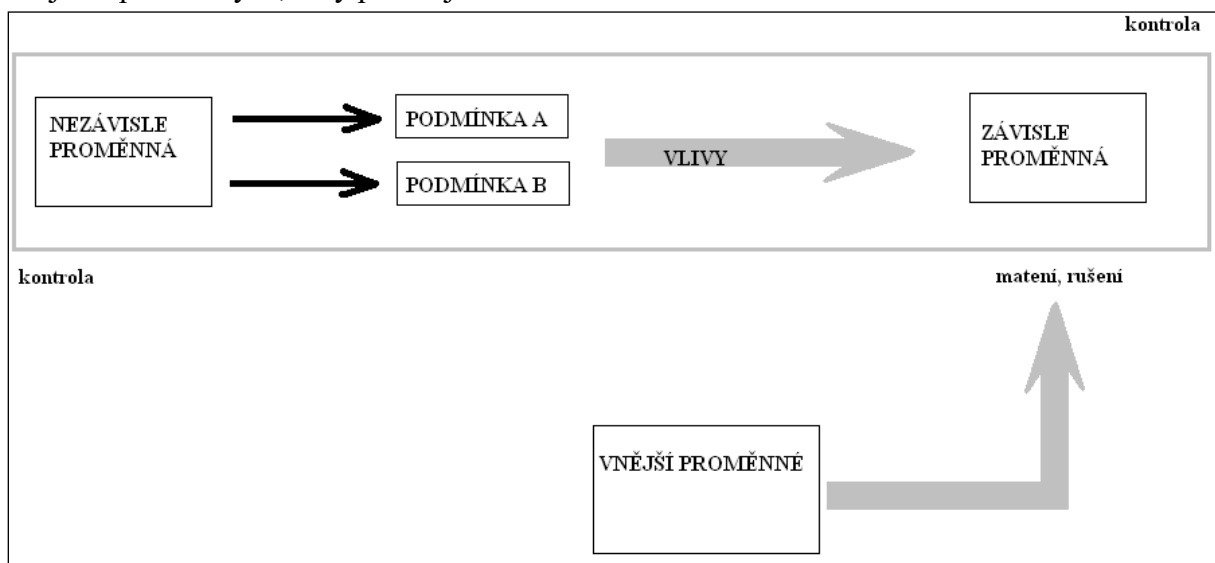 kontrola
NEZÁVISLE
PROMĚNNÁ
PODMÍNKA A
PODMÍNKA B
VLIVY
ZÁVISLE
PROMĚNNÁ
kontrola
matení, rušení
VNĚJŠÍ PROMĚNNÉ